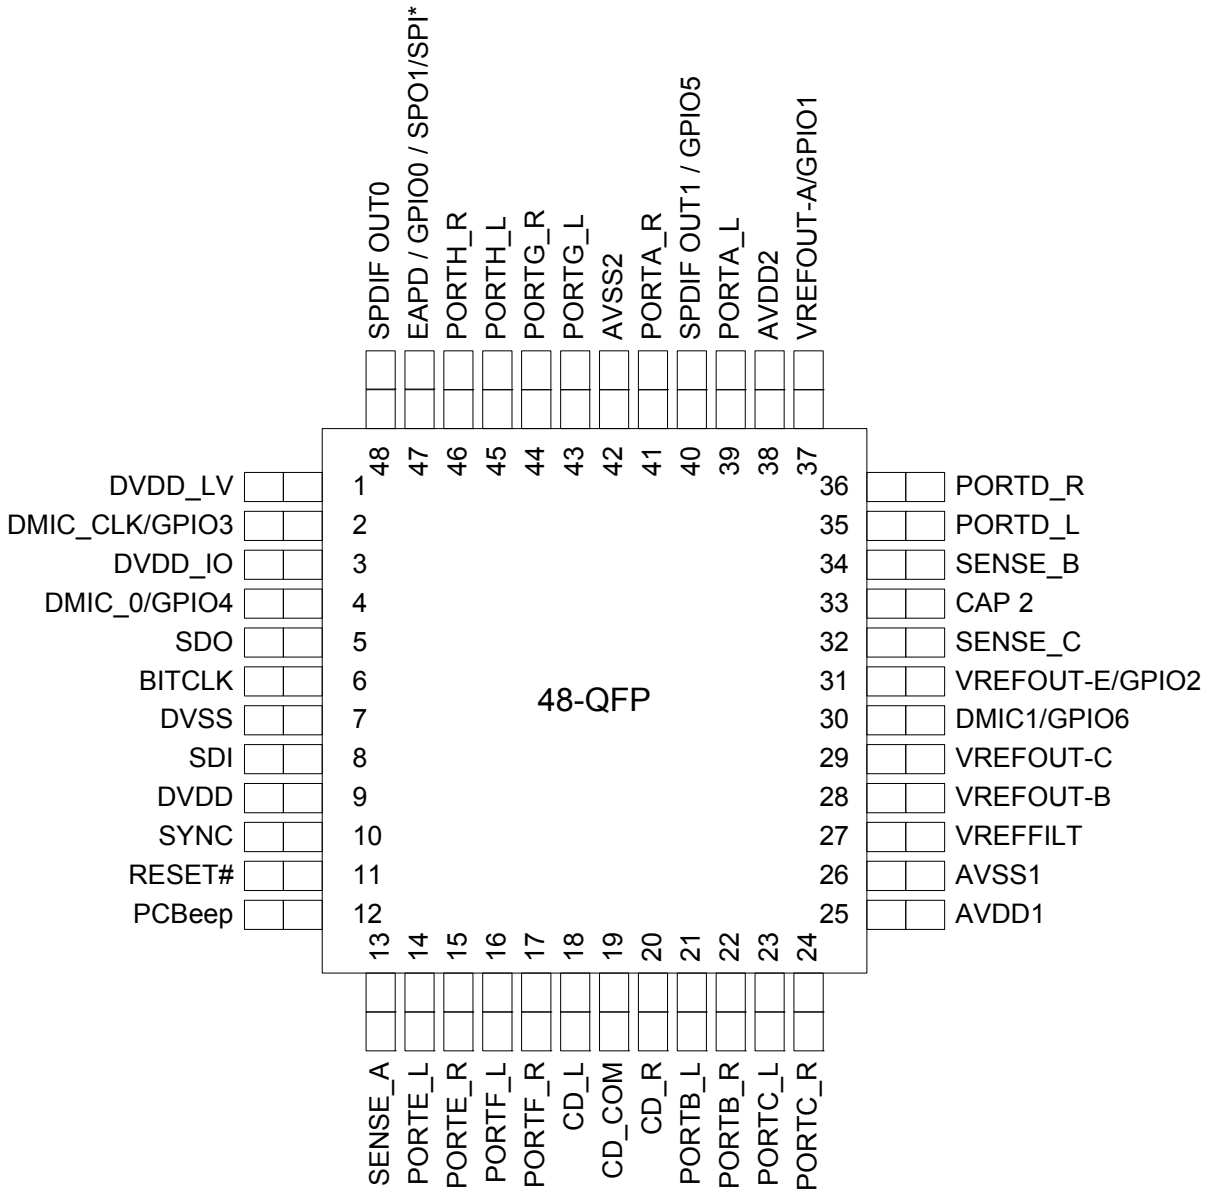 SPDIF OUT0
EAPD / GPIO0 / SPO1/SPI*
PORTH_R
PORTH_L
PORTG_R
PORTG_L
AVSS2
PORTA_R
SPDIF OUT1 / GPIO5
PORTA_L
AVDD2
VREFOUT-A/GPIO1
48
47
46
45
44
43
42
41
40
39
38
37
DVDD_LV 1
DMIC_CLK/GPIO3 2
DVDD_IO 3
DMIC_0/GPIO4 4
SDO 5
BITCLK 6
DVSS 7
SDI 8
DVDD 9
SYNC 10
RESET# 11
PCBeep 12
48-QFP
36 PORTD_R
35 PORTD_L
34 SENSE_B
33 CAP 2
32 SENSE_C
31 VREFOUT-E/GPIO2
30 DMIC1/GPIO6
29 VREFOUT-C
28 VREFOUT-B
27 VREFFILT
26 AVSS1
25 AVDD1
13
14
15
16
17
18
19
20
21
22
23
24
SENSE_A
PORTE_L
PORTE_R
PORTF_L
PORTF_R
CD_L
CD_COM
CD_R
PORTB_L
PORTB_R
PORTC_L
PORTC_R